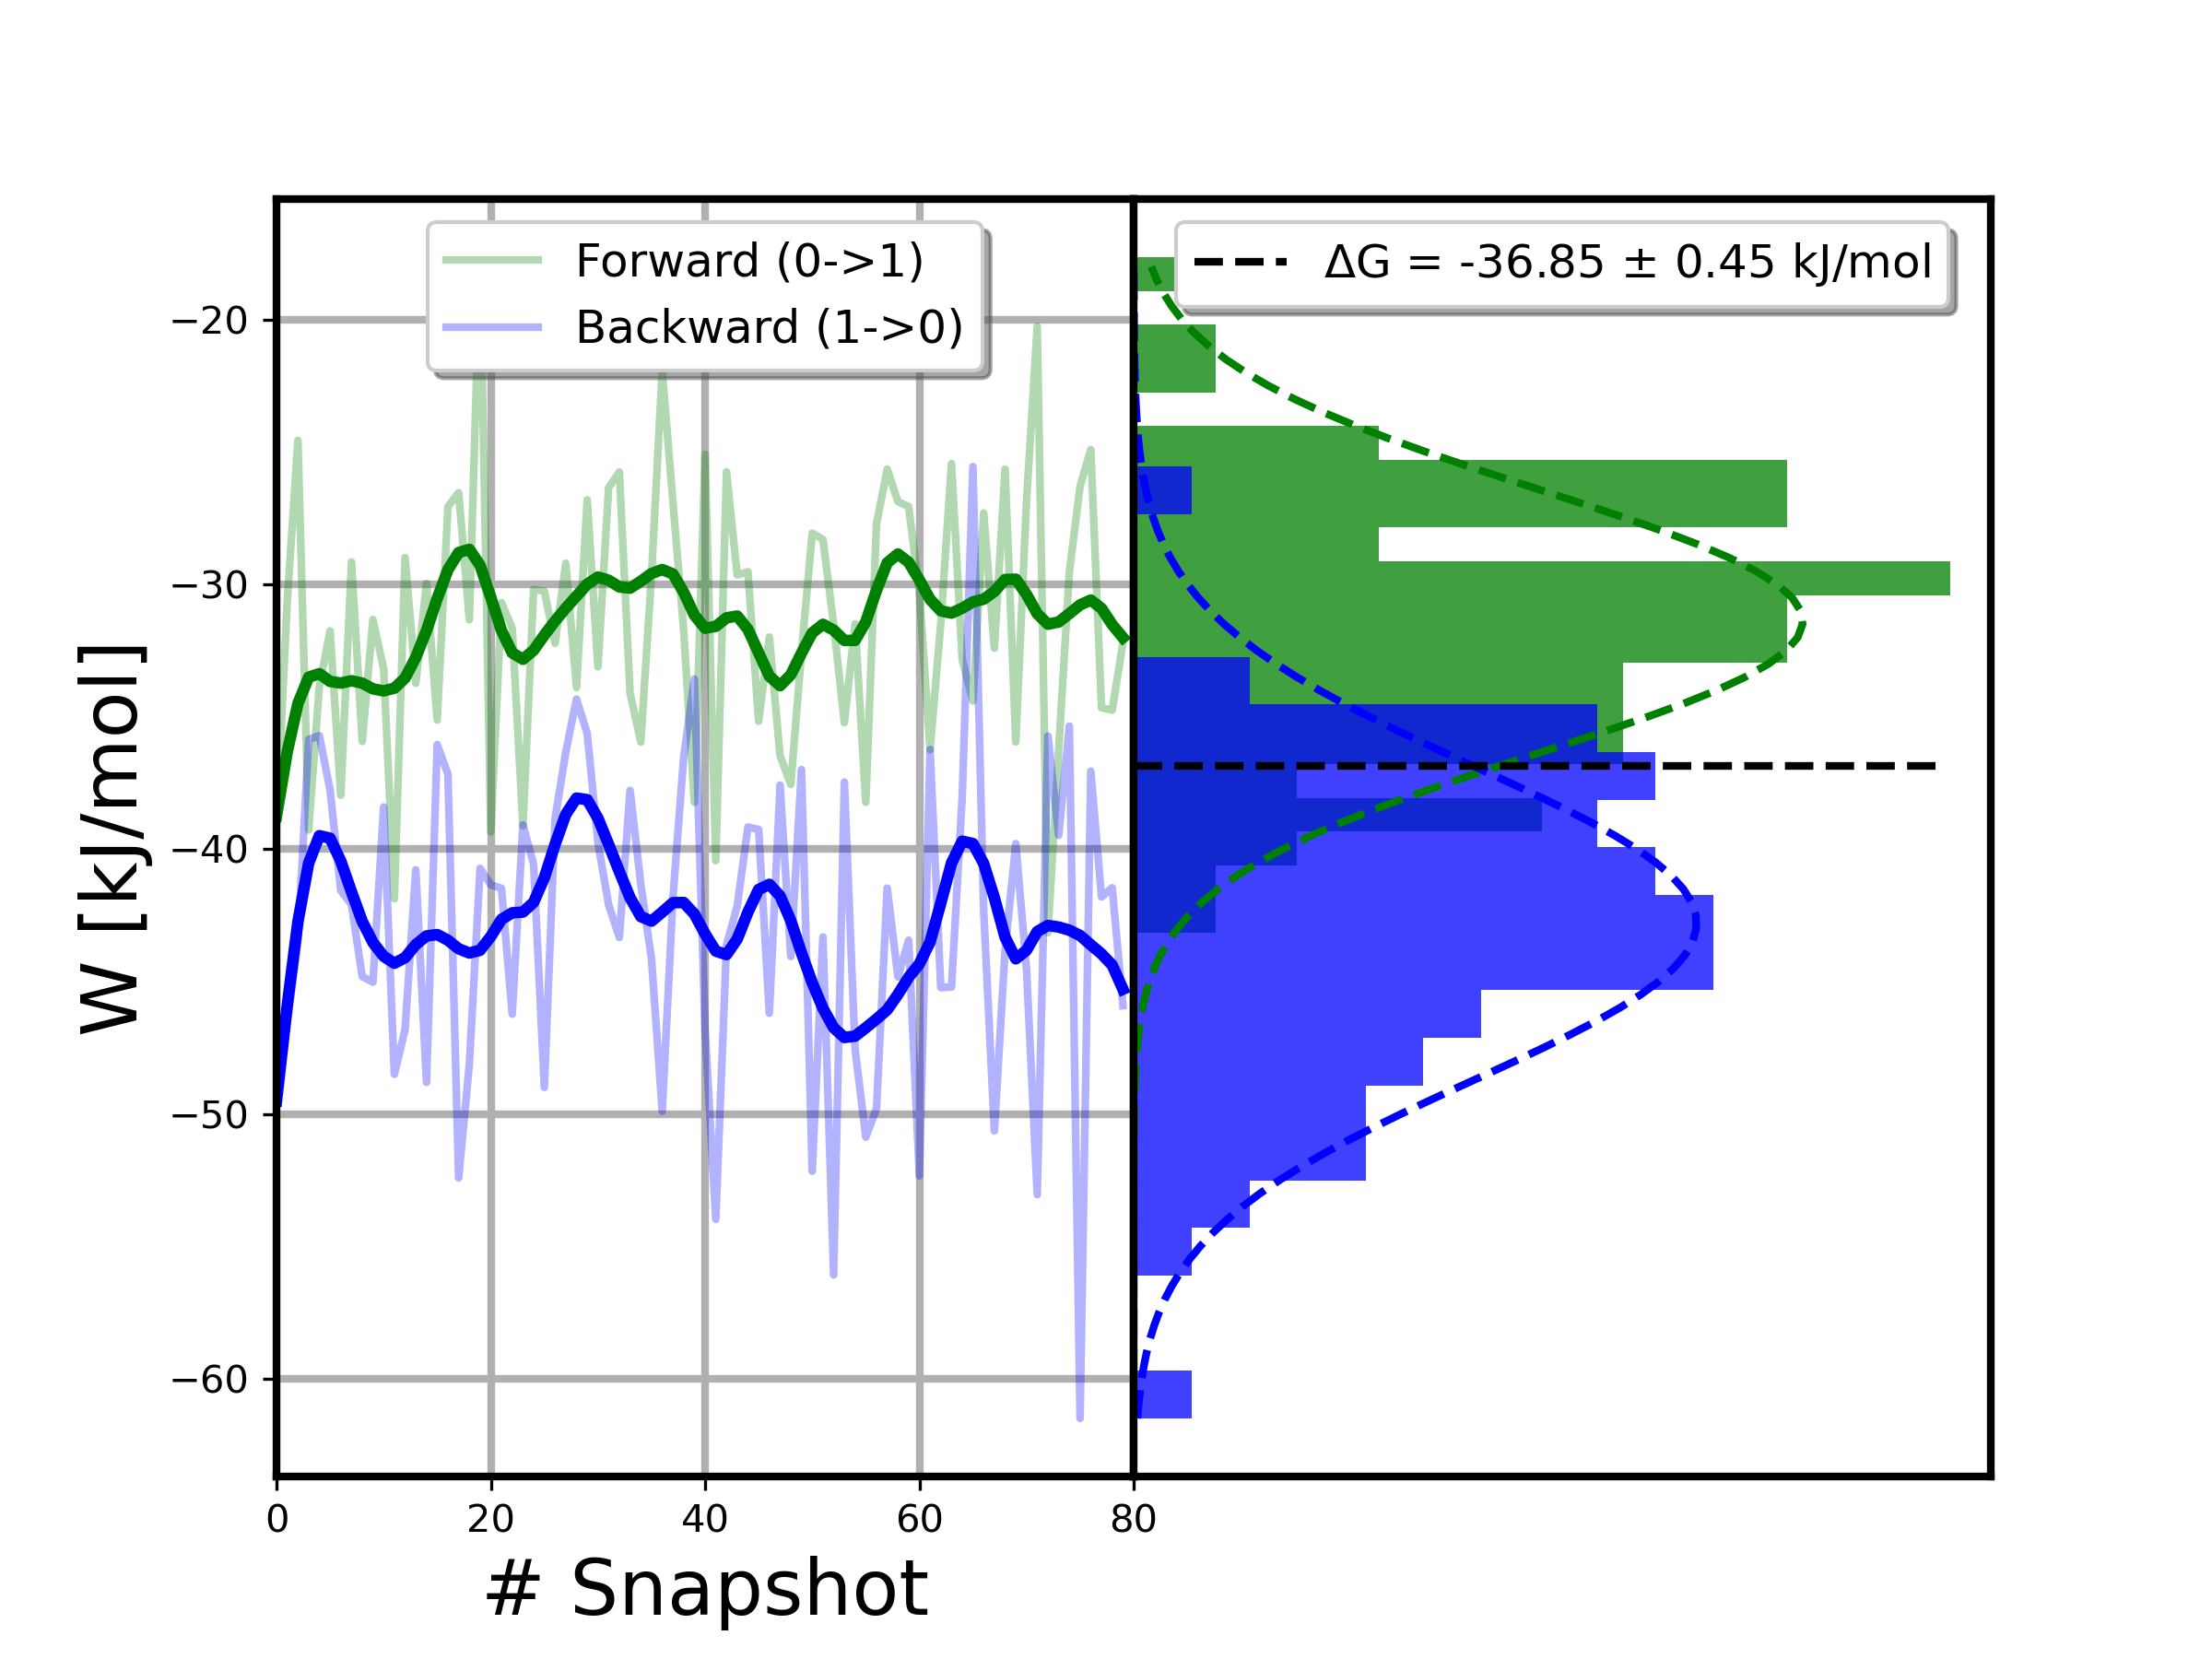 Forward (0->1)
Backward (1->0)
ΔG = -36.85 ± 0.45 kJ/mol
W [kJ/mol]
−20
−30
−40
−50
−60
0 20 40 60 80
# Snapshot